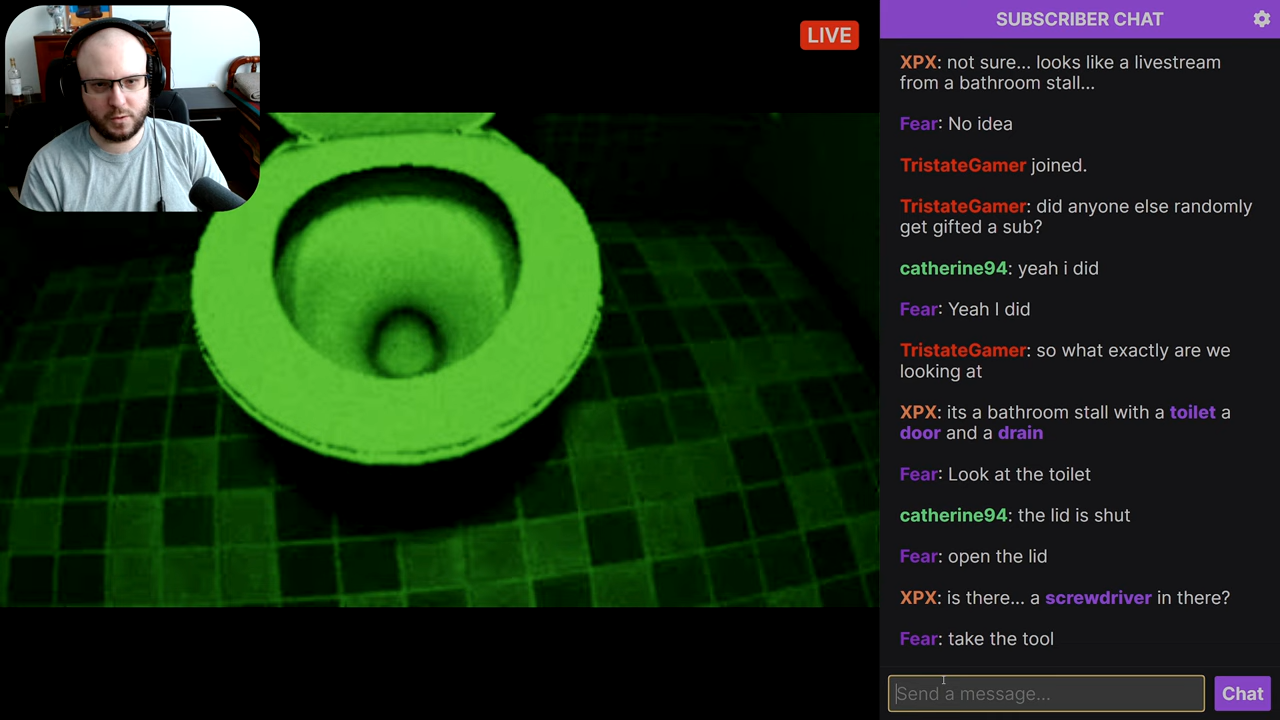 LIVE
SUBSCRIBER CHAT
XPX: not sure... looks like a livestream
from a bathroom stall...
Fear: No idea
TristateGamer joined.
TristateGamer: did anyone else randomly
get gifted a sub?
catherine94: yeah i did
Fear: Yeah I did
TristateGamer: so what exactly are we
looking at
XPX: its a bathroom stall with a toilet a
door and a drain
Fear: Look at the toilet
catherine94: the lid is shut
Fear: open the lid
XPX: is there... a screwdriver in there?
Fear: take the tool
Send a message...
Chat